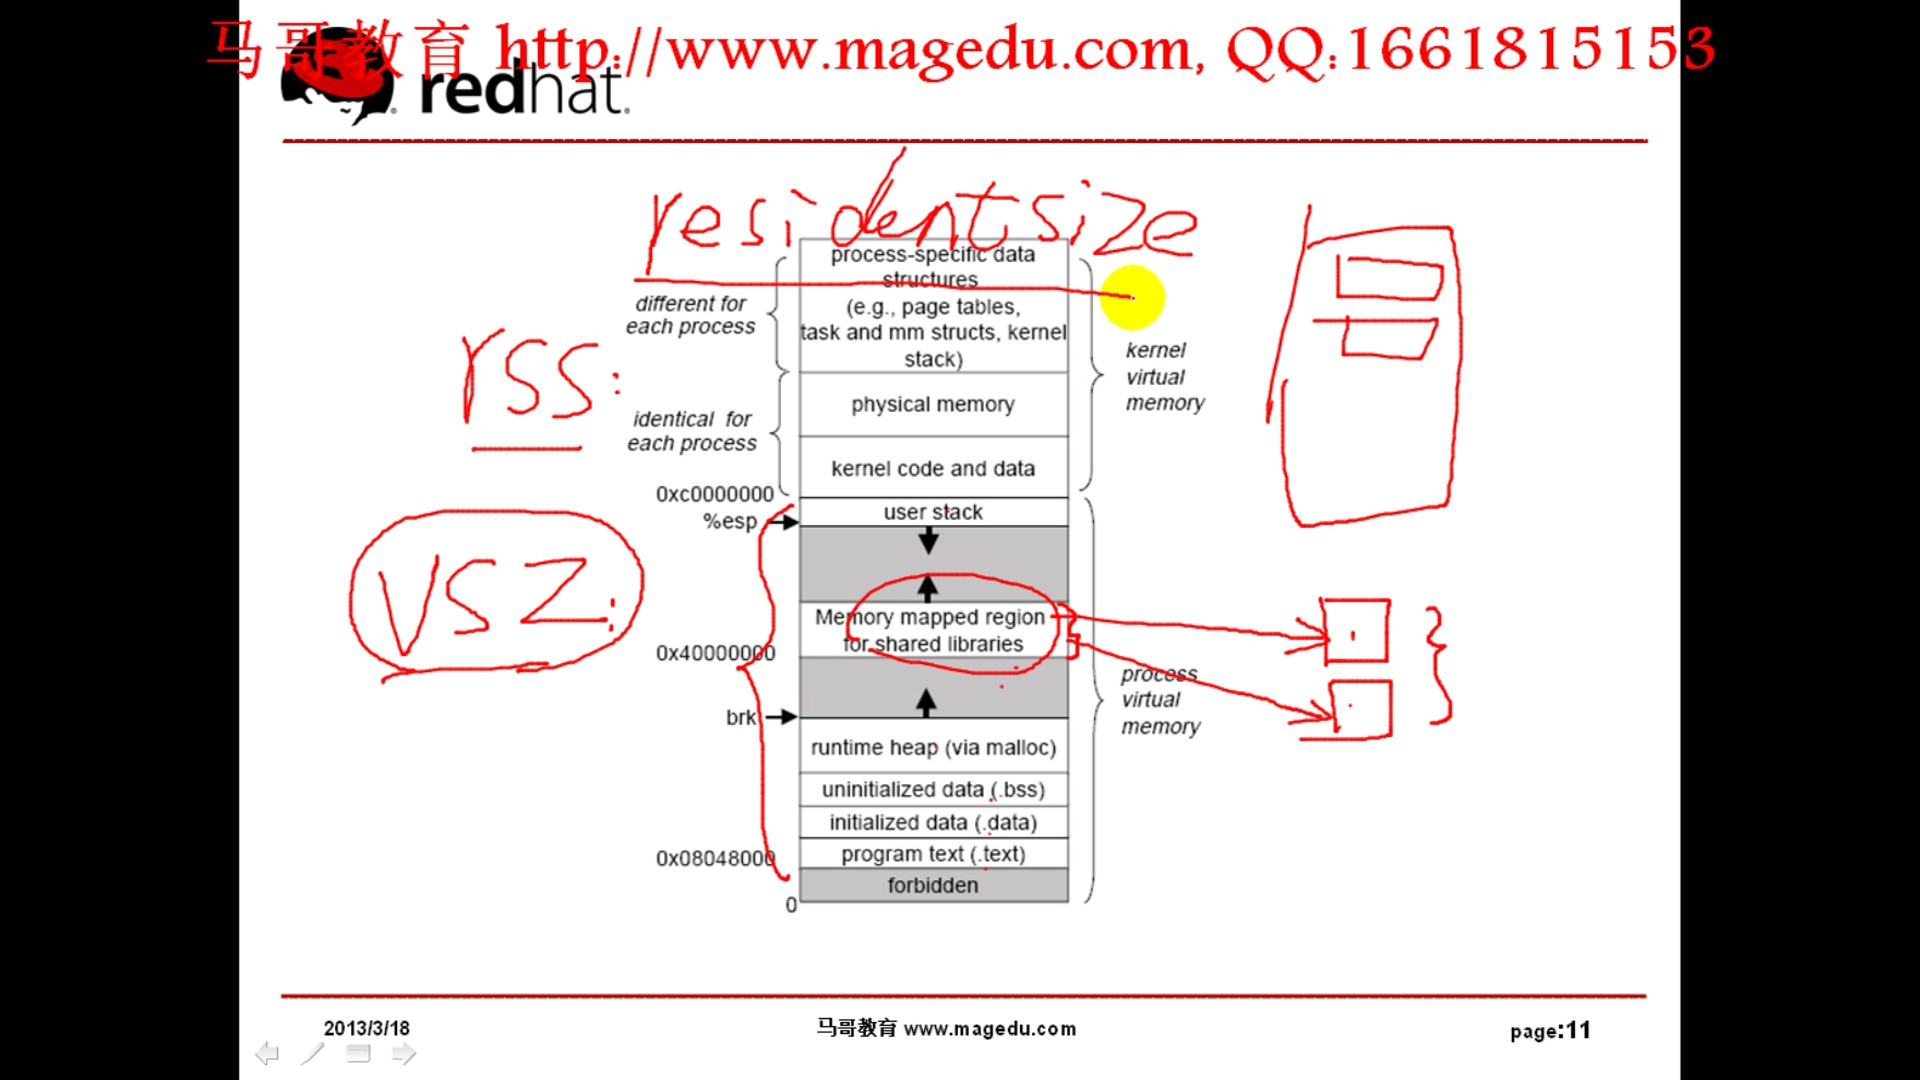 马哥教育 http://www.magedu.com, QQ:1661815153
redhat.
residentsize
process-specific data
structures
(e.g., page tables,
task and mm structs, kernel
stack)
different for
each process
rss:
kernel
virtual
memory
physical memory
identical for
each process
kernel code and data
0xc0000000
user stack
%esp
VSZ:
Memory mapped region
for shared libraries
0x40000000
process
virtual
memory
brk
runtime heap (via malloc)
uninitialized data (.bss)
initialized data (.data)
program text (.text)
0x08048000
forbidden
0
2013/3/18
马哥教育 www.magedu.com
page:11